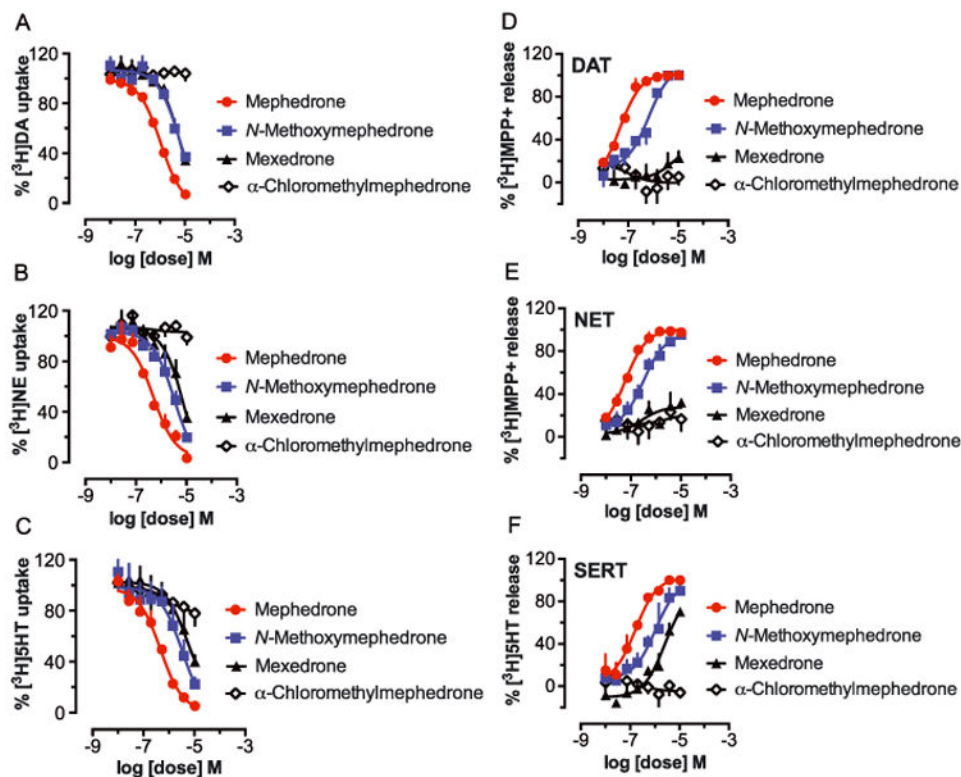 A
120
80
40
0
% [³H]DA uptake
-9 -7 -5 -3
log [dose] M
Mephedrone
N-Methoxymephedrone
Mexedrone
α-Chloromethylmephedrone
B
120
80
40
0
% [³H]NE uptake
-9 -7 -5 -3
log [dose] M
Mephedrone
N-Methoxymephedrone
Mexedrone
α-Chloromethylmephedrone
C
120
80
40
0
% [³H]5HT uptake
-9 -7 -5 -3
log [dose] M
Mephedrone
N-Methoxymephedrone
Mexedrone
α-Chloromethylmephedrone
D
DAT
120
80
40
0
% [³H]MPP+ release
-9 -7 -5 -3
log [dose] M
Mephedrone
N-Methoxymephedrone
Mexedrone
α-Chloromethylmephedrone
E
NET
120
80
40
0
% [³H]MPP+ release
-9 -7 -5 -3
log [dose] M
Mephedrone
N-Methoxymephedrone
Mexedrone
α-Chloromethylmephedrone
F
SERT
120
80
40
0
% [³H]5HT release
-9 -7 -5 -3
log [dose] M
Mephedrone
N-Methoxymephedrone
Mexedrone
α-Chloromethylmephedrone